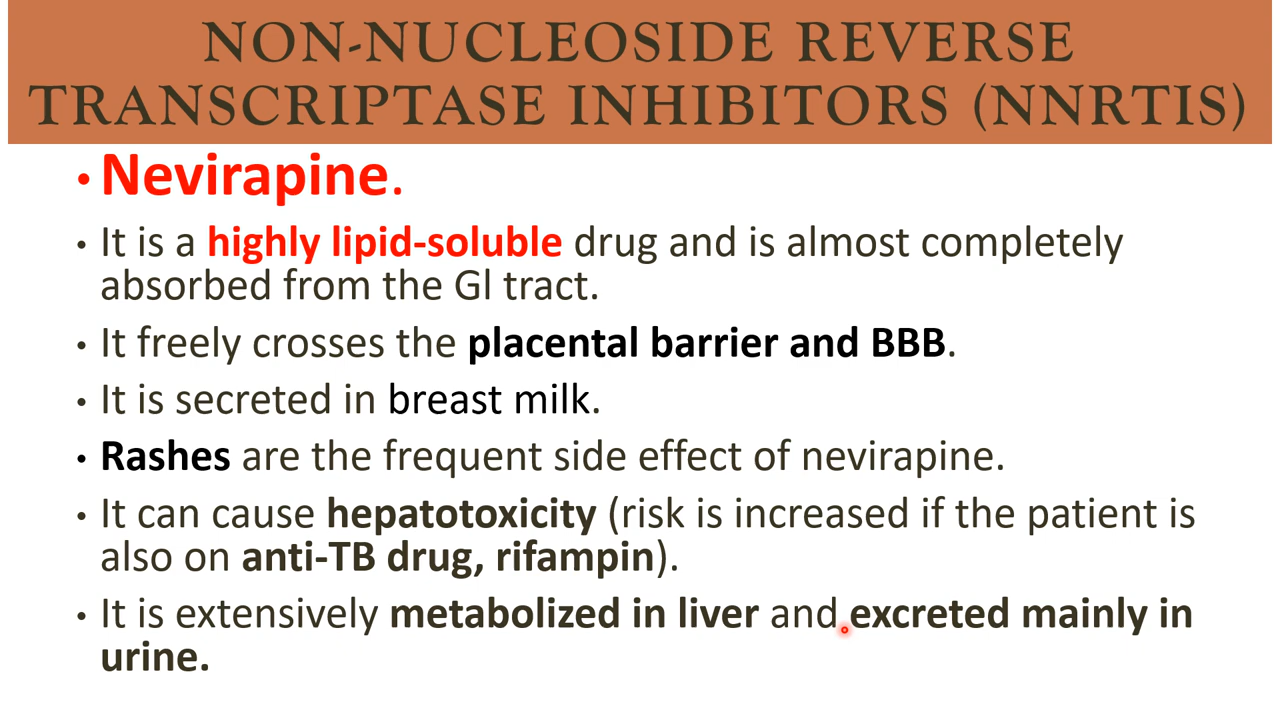 NON-NUCLEOSIDE REVERSE
TRANSCRIPTASE INHIBITORS (NNRTIS)
• Nevirapine.
• It is a highly lipid-soluble drug and is almost completely
absorbed from the Gl tract.
• It freely crosses the placental barrier and BBB.
• It is secreted in breast milk.
• Rashes are the frequent side effect of nevirapine.
• It can cause hepatotoxicity (risk is increased if the patient is
also on anti-TB drug, rifampin).
• It is extensively metabolized in liver and excreted mainly in
urine.